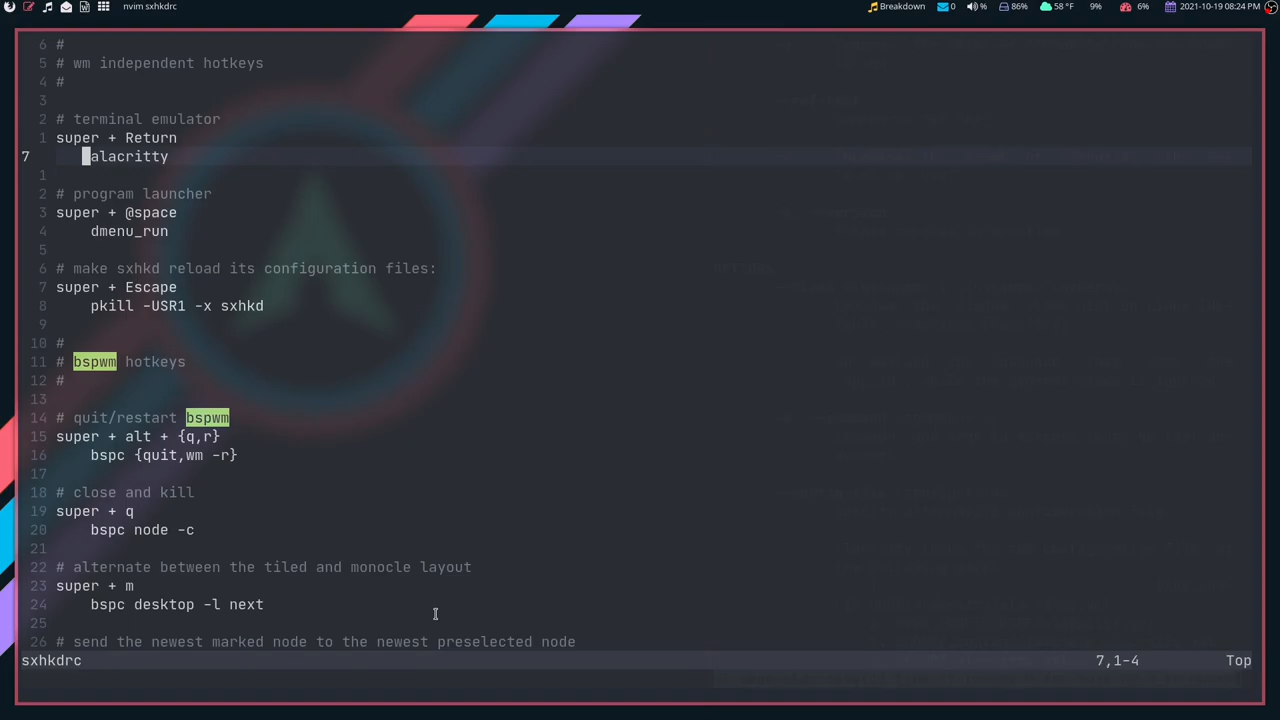 nvim sxhkdrc Breakdown 0 % 86% 58 °F 9% 6% 2021-10-19 08:24 PM
6 #
5 # wm independent hotkeys
4 #
3
2 # terminal emulator
1 super + Return
7 alacritty
1
2 # program launcher
3 super + @space
4 dmenu_run
5
6 # make sxhkd reload its configuration files:
7 super + Escape
8 pkill -USR1 -x sxhkd
9
10 #
11 # bspwm hotkeys
12 #
13
14 # quit/restart bspwm
15 super + alt + {q,r}
16 bspc {quit,wm -r}
17
18 # close and kill
19 super + q
20 bspc node -c
21
22 # alternate between the tiled and monocle layout
23 super + m
24 bspc desktop -l next
25
26 # send the newest marked node to the newest preselected node
sxhkdrc 7,1-4 Top